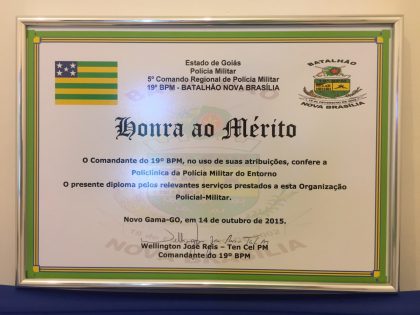 Estado de Goiás
Polícia Militar
5º Comando Regional de Polícia Militar
19º BPM - BATALHÃO NOVA BRASÍLIA
BATALHÃO
NOVA BRASÍLIA
Honra ao Mérito
O Comandante do 19º BPM, no uso de suas atribuições, confere a
Policlínica da Polícia Militar do Entorno
O presente diploma pelos relevantes serviços prestados a esta Organização
Policial-Militar.
Novo Gama-GO, em 14 de outubro de 2015.
Wellington José Reis – Ten Cel PM
Comandante do 19º BPM
NOVA BRASÍLIA